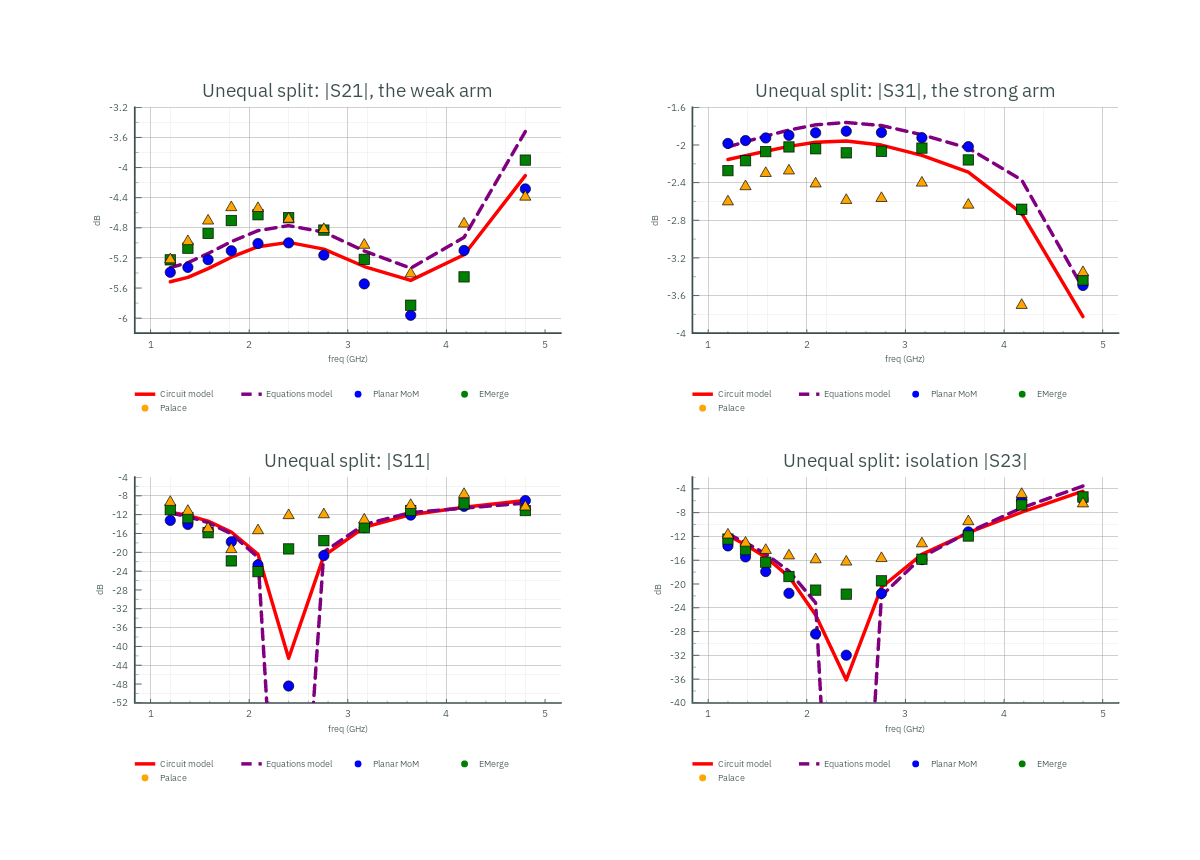 Unequal split: |S21|, the weak arm
-3.2
-3.6
-4
-4.4
-4.8
-5.2
-5.6
-6
dB
1 2 3 4 5
freq (GHz)
Circuit model Equations model Planar MoM EMerge
Palace
Unequal split: |S31|, the strong arm
-1.6
-2
-2.4
-2.8
-3.2
-3.6
-4
dB
1 2 3 4 5
freq (GHz)
Circuit model Equations model Planar MoM EMerge
Palace
Unequal split: |S11|
-4
-8
-12
-16
-20
-24
-28
-32
-36
-40
-44
-48
-52
dB
1 2 3 4 5
freq (GHz)
Circuit model Equations model Planar MoM EMerge
Palace
Unequal split: isolation |S23|
-4
-8
-12
-16
-20
-24
-28
-32
-36
-40
dB
1 2 3 4 5
freq (GHz)
Circuit model Equations model Planar MoM EMerge
Palace